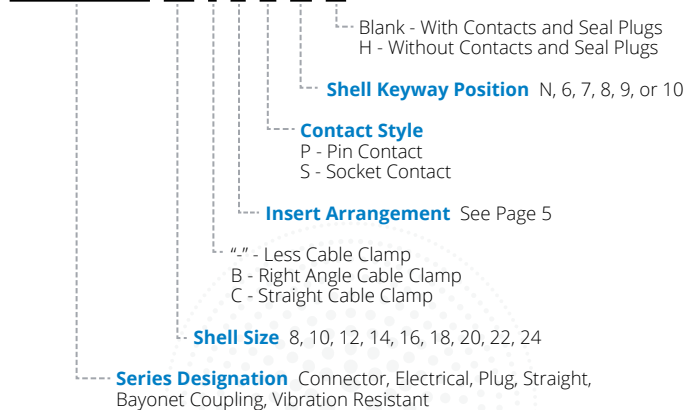 Blank - With Contacts and Seal Plugs
H - Without Contacts and Seal Plugs
Shell Keyway Position N, 6, 7, 8, 9, or 10
Contact Style
P - Pin Contact
S - Socket Contact
Insert Arrangement See Page 5
“-” - Less Cable Clamp
B - Right Angle Cable Clamp
C - Straight Cable Clamp
Shell Size 8, 10, 12, 14, 16, 18, 20, 22, 24
Series Designation Connector, Electrical, Plug, Straight,
Bayonet Coupling, Vibration Resistant